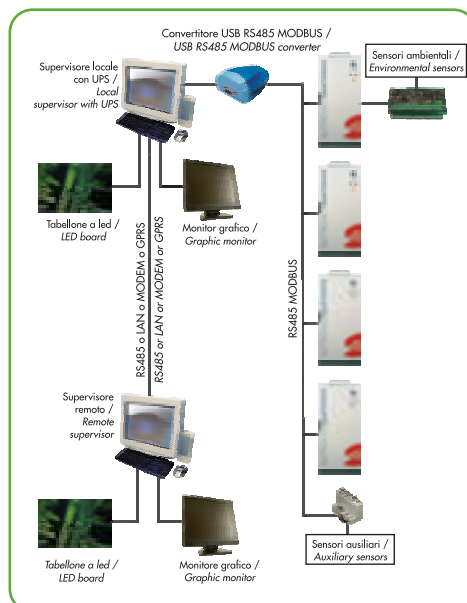 Convertitore USB RS485 MODBUS /
USB RS485 MODBUS converter
Supervisore locale
con UPS /
Local
supervisor with UPS
Sensori ambientali /
Environmental sensors
Tabellone a led /
LED board
Monitor grafico /
Graphic monitor
RS485 o LAN o MODEM o GPRS
RS485 or LAN or MODEM or GPRS
RS485 MODBUS
Supervisore
remoto /
Remote
supervisor
Tabellone a led /
LED board
Monitore grafico /
Graphic monitor
Sensori ausiliari /
Auxiliary sensors